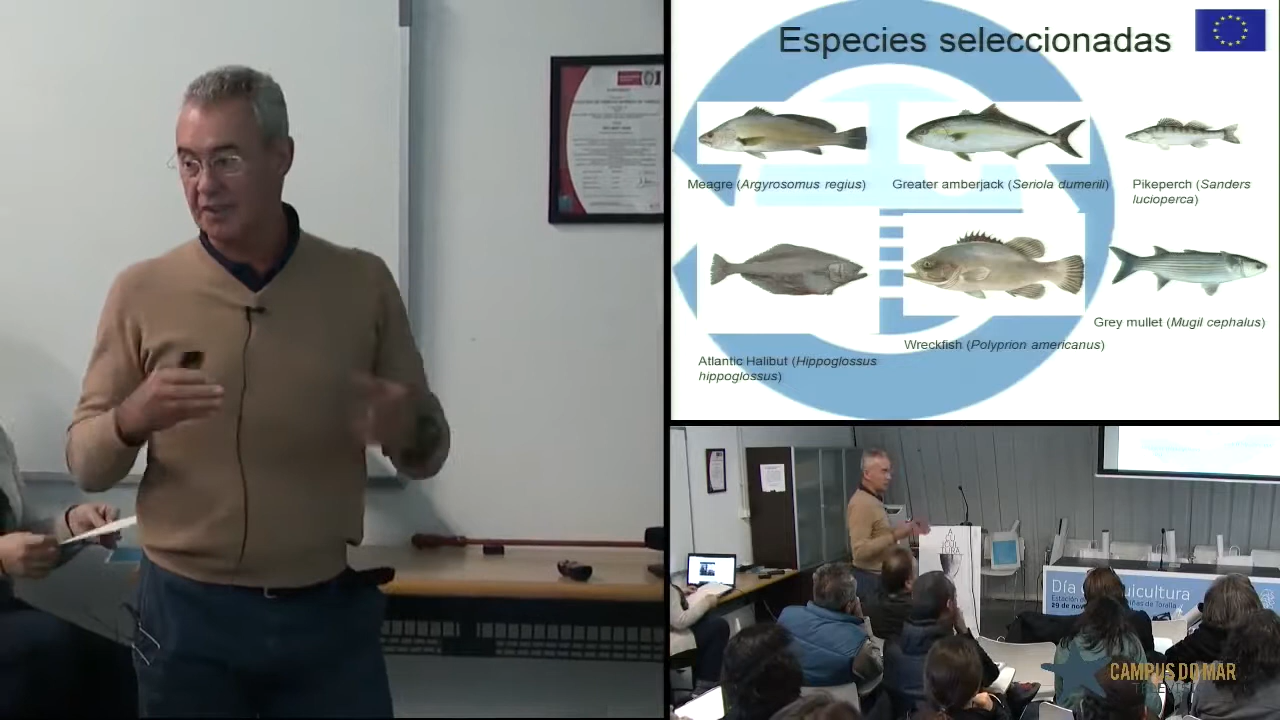 Especies seleccionadas
Meagre (Argyrosomus regius)
Greater amberjack (Seriola dumerili)
Pikeperch (Sanders
lucioperca)
Grey mullet (Mugil cephalus)
Wreckfish (Polyprion americanus)
Atlantic Halibut (Hippoglossus
hippoglossus)
Día
uicultura
CAMPUS DO MAR